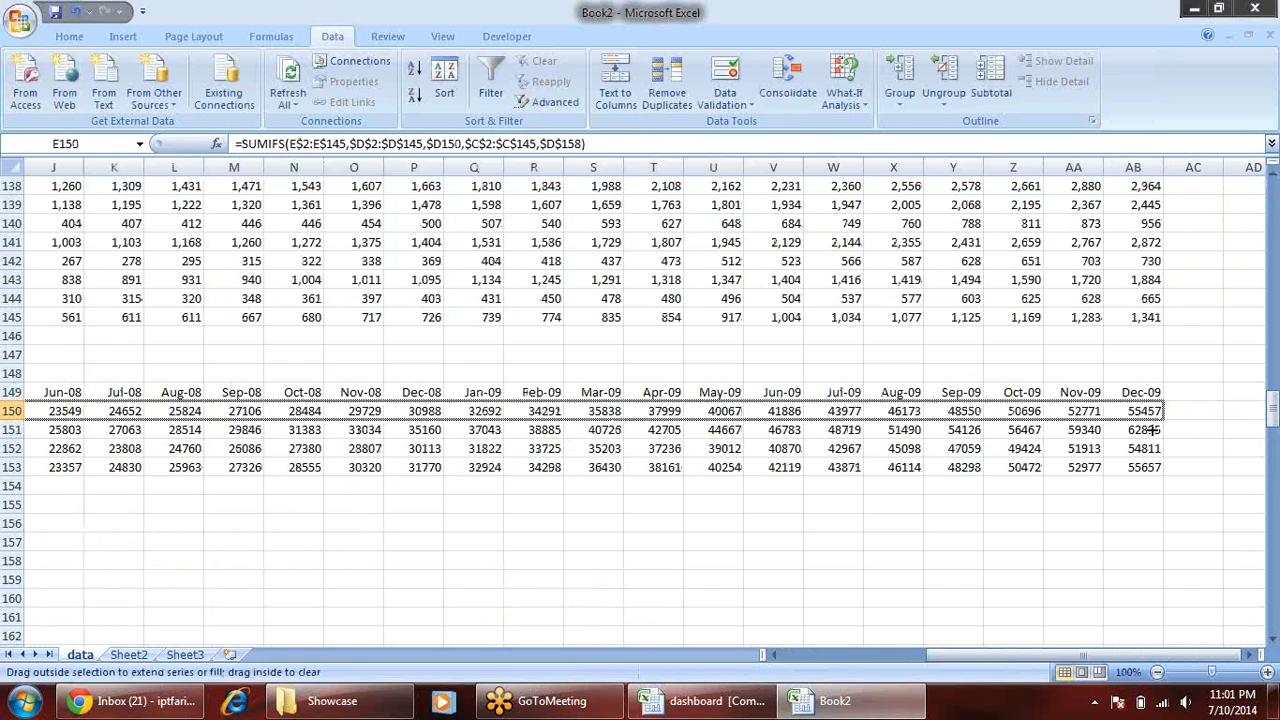 Book2 - Microsoft Excel
Home Insert Page Layout Formulas Data Review View Developer
From Access
From Web
From Text
From Other Sources
Existing Connections
Get External Data
Refresh All
Connections
Properties
Edit Links
Connections
Sort
Filter
Clear
Reapply
Advanced
Sort & Filter
Text to Columns
Remove Duplicates
Data Validation
Consolidate
What-If Analysis
Data Tools
Group
Ungroup
Subtotal
Show Detail
Hide Detail
Outline
E150 fx =SUMIFS(E$2:E$145,$D$2:$D$145,$D150,$C$2:$C$145,$D$158)
J K L M N O P Q R S T U V W X Y Z AA AB AC AD
138 1,260 1,309 1,431 1,471 1,543 1,607 1,663 1,810 1,843 1,988 2,108 2,162 2,231 2,360 2,556 2,578 2,661 2,880 2,964
139 1,138 1,195 1,222 1,320 1,361 1,396 1,478 1,598 1,607 1,659 1,763 1,801 1,934 1,947 2,005 2,068 2,195 2,367 2,445
140 404 407 412 446 446 454 500 507 540 593 627 648 684 749 760 788 811 873 956
141 1,003 1,103 1,168 1,260 1,272 1,375 1,404 1,531 1,586 1,729 1,807 1,945 2,129 2,144 2,355 2,431 2,659 2,767 2,872
142 267 278 295 315 322 338 369 404 418 437 473 512 523 566 587 628 651 703 730
143 838 891 931 940 1,004 1,011 1,095 1,134 1,245 1,291 1,318 1,347 1,404 1,416 1,419 1,494 1,590 1,720 1,884
144 310 315 320 348 361 397 403 431 450 478 480 496 504 537 577 603 625 628 665
145 561 611 611 667 680 717 726 739 774 835 854 917 1,004 1,034 1,077 1,125 1,169 1,283 1,341
146
147
148
149 Jun-08 Jul-08 Aug-08 Sep-08 Oct-08 Nov-08 Dec-08 Jan-09 Feb-09 Mar-09 Apr-09 May-09 Jun-09 Jul-09 Aug-09 Sep-09 Oct-09 Nov-09 Dec-09
150 23549 24652 25824 27106 28484 29729 30988 32692 34291 35838 37999 40067 41886 43977 46173 48550 50696 52771 55457
151 25803 27063 28514 29846 31383 33034 35160 37043 38885 40726 42705 44667 46783 48719 51490 54126 56467 59340
152 22862 23808 24760 26086 27380 28807 30113 31822 33725 35203 37236 39012 40870 42967 45098 47059 49424 51913 54811
153 23357 24830 25963 27326 28555 30320 31770 32924 34298 36430 38161 40254 42119 43871 46114 48298 50472 52977 55657
154
155
156
157
158
159
160
161
162
data Sheet2 Sheet3
Drag outside selection to extend series or fill; drag inside to clear
100%
Inbox (21) - iptfari...
Showcase
GoToMeeting
dashboard [Com...
Book2
11:01 PM
7/10/2014